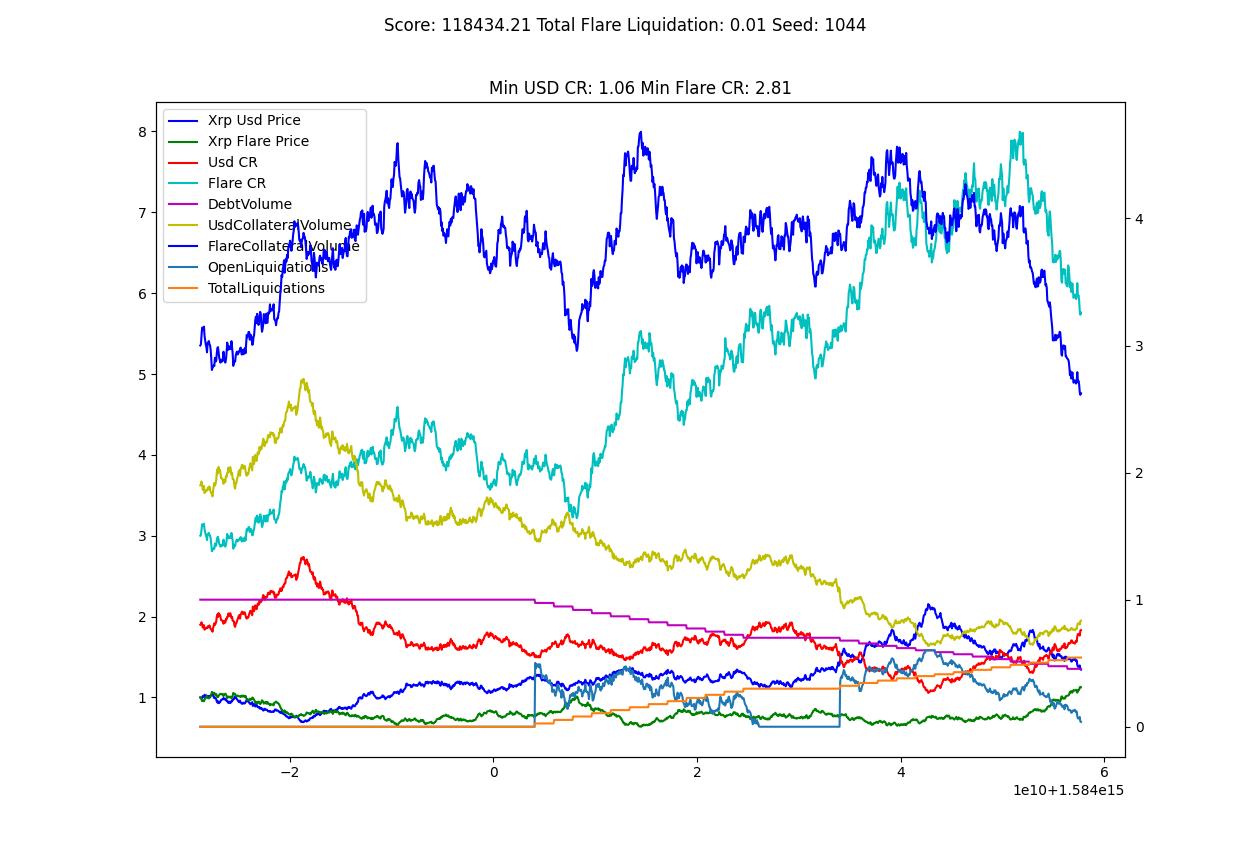 Score: 118434.21 Total Flare Liquidation: 0.01 Seed: 1044
Min USD CR: 1.06 Min Flare CR: 2.81
Xrp Usd Price
Xrp Flare Price
Usd CR
Flare CR
DebtVolume
UsdCollateralVolume
FlareCollateralVolume
OpenLiquidations
TotalLiquidations
8
7
6
5
4
3
2
1
4
3
2
1
0
−2
0
2
4
6
1e10+1.584e15